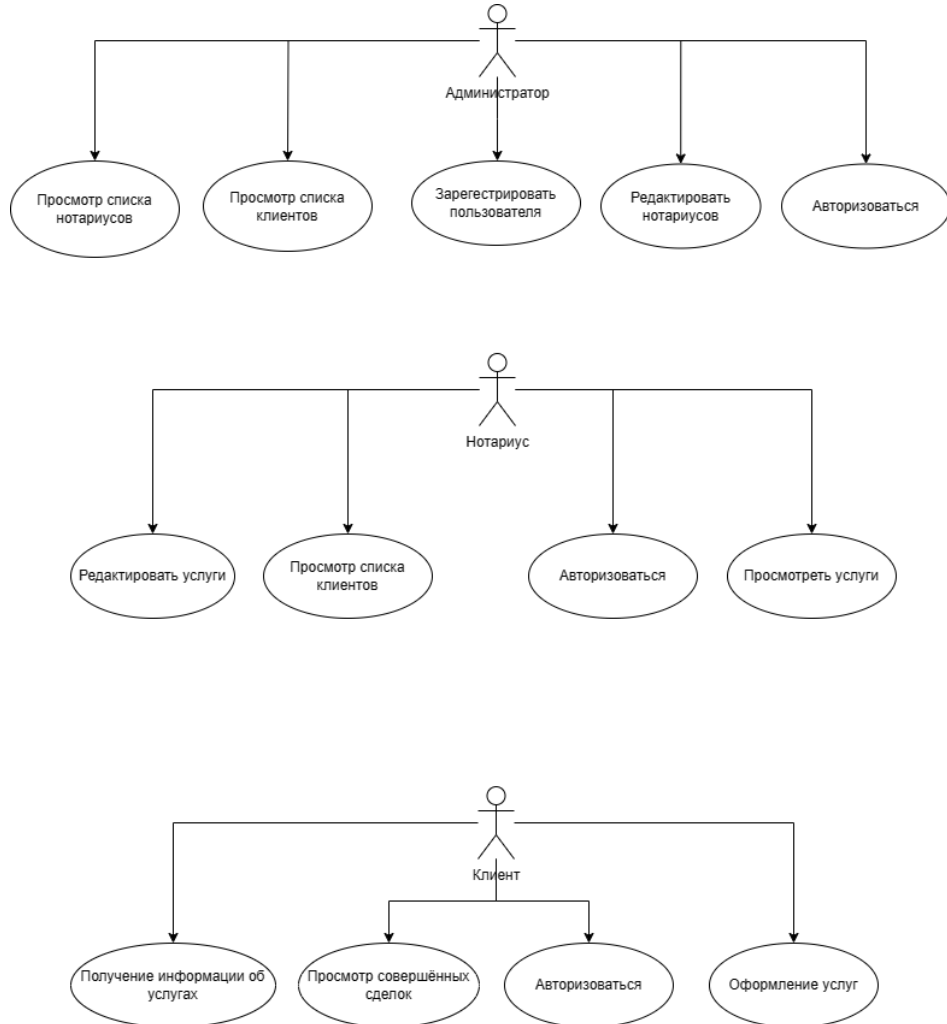 Администратор
Просмотр списка
нотариусов
Просмотр списка
клиентов
Зарегестрировать
пользователя
Редактировать
нотариусов
Авторизоваться
Нотариус
Редактировать услуги
Просмотр списка
клиентов
Авторизоваться
Просмотреть услуги
Клиент
Получение информации об
услугах
Просмотр совершённых
сделок
Авторизоваться
Оформление услуг